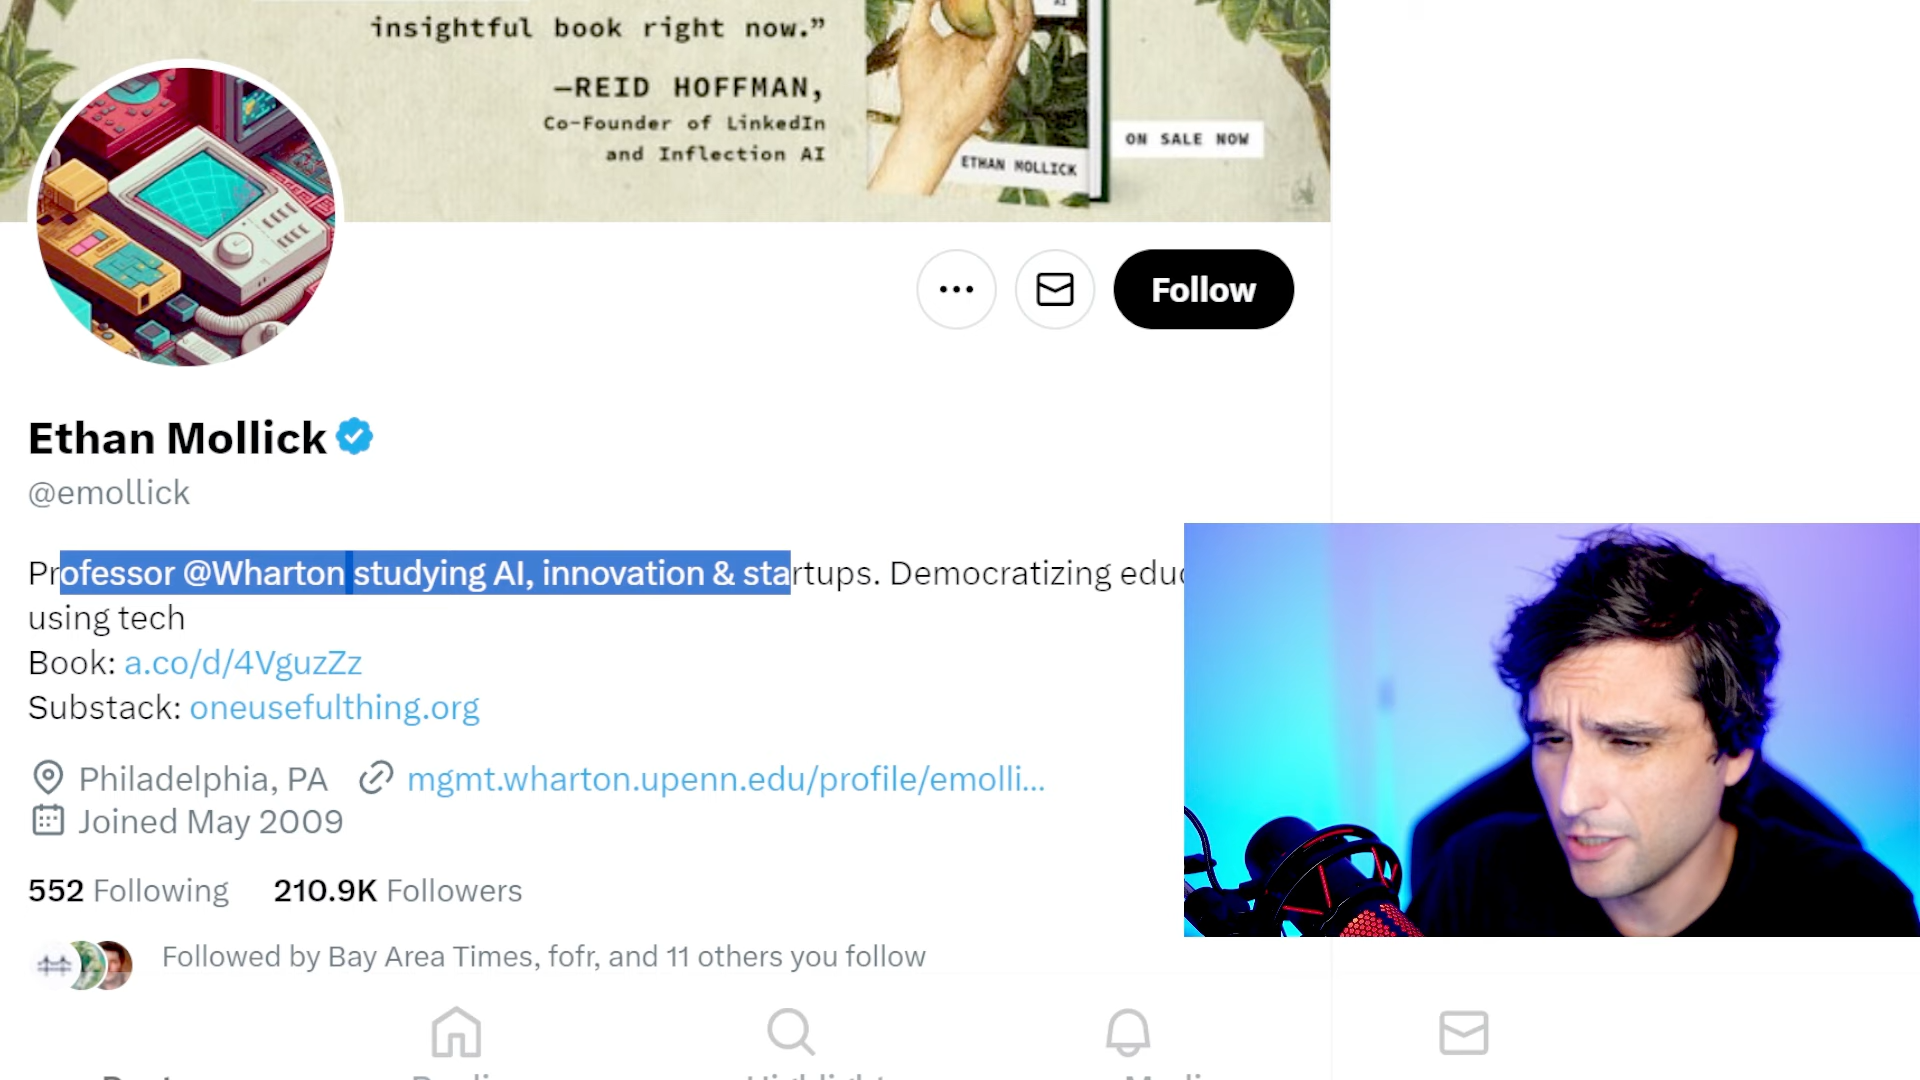 insightful book right now.”
—REID HOFFMAN,
Co-Founder of LinkedIn
and Inflection AI
AI
ETHAN MOLLICK
ON SALE NOW
Follow
Ethan Mollick
@emollick
Professor @Wharton studying AI, innovation & startups. Democratizing educ
using tech
Book: a.co/d/4VguzZz
Substack: oneusefulthing.org
Philadelphia, PA mgmt.wharton.upenn.edu/profile/emolli...
Joined May 2009
552 Following 210.9K Followers
Followed by Bay Area Times, fofr, and 11 others you follow